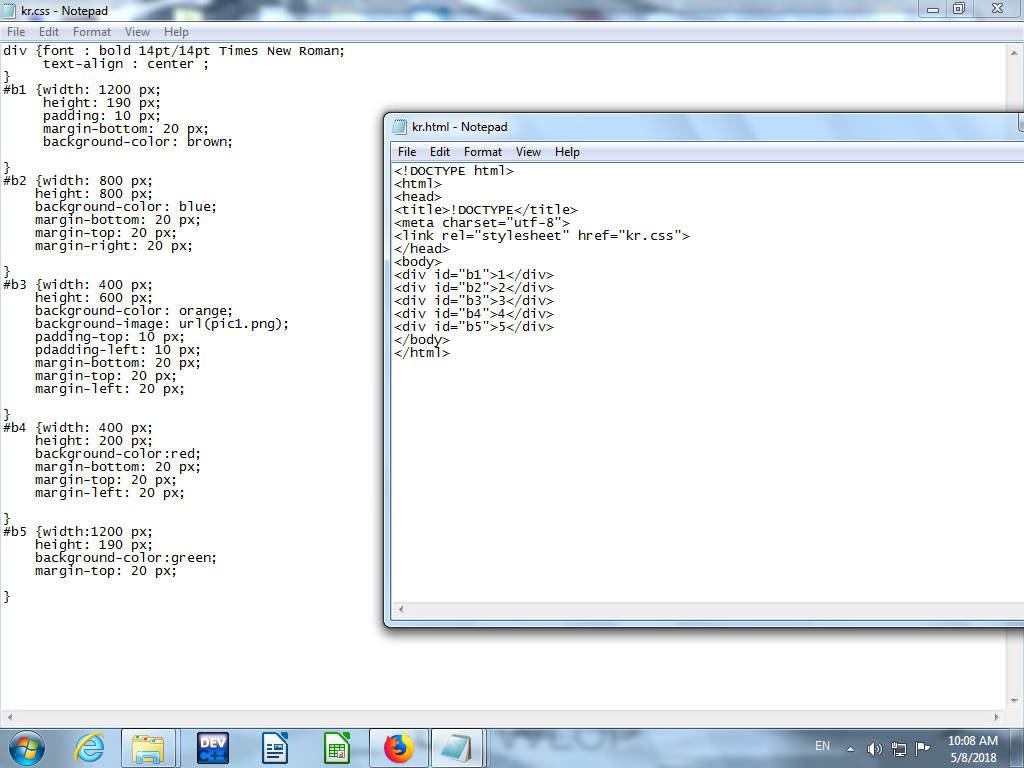 kr.css - Notepad
File Edit Format View Help
div {font : bold 14pt/14pt Times New Roman;
text-align : center ;
}
#b1 {width: 1200 px;
height: 190 px;
padding: 10 px;
margin-bottom: 20 px;
background-color: brown;
}
#b2 {width: 800 px;
height: 800 px;
background-color: blue;
margin-bottom: 20 px;
margin-top: 20 px;
margin-right: 20 px;
}
#b3 {width: 400 px;
height: 600 px;
background-color: orange;
background-image: url(pic1.png);
padding-top: 10 px;
pdadding-left: 10 px;
margin-bottom: 20 px;
margin-top: 20 px;
margin-left: 20 px;
}
#b4 {width: 400 px;
height: 200 px;
background-color:red;
margin-bottom: 20 px;
margin-top: 20 px;
margin-left: 20 px;
}
#b5 {width:1200 px;
height: 190 px;
background-color:green;
margin-top: 20 px;
}
kr.html - Notepad
File Edit Format View Help
<!DOCTYPE html>
<html>
<head>
<title>!DOCTYPE</title>
<meta charset="utf-8">
<link rel="stylesheet" href="kr.css">
</head>
<body>
<div id="b1">1</div>
<div id="b2">2</div>
<div id="b3">3</div>
<div id="b4">4</div>
<div id="b5">5</div>
</body>
</html>
DEV
C++
EN
10:08 AM
5/8/2018